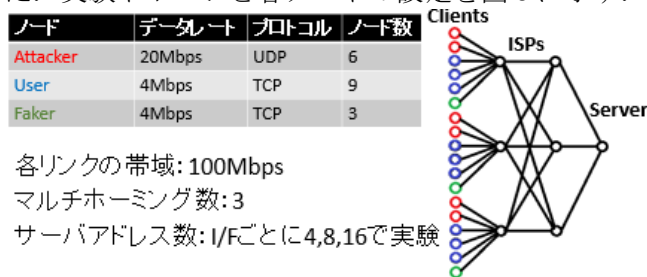 ノード データレート プロトコル ノード数
Attacker 20Mbps UDP 6
User 4Mbps TCP 9
Faker 4Mbps TCP 3
Clients
ISPs
Server
各リンクの帯域: 100Mbps
マルチホーミング数: 3
サーバアドレス数: I/Fごとに4,8,16で実験